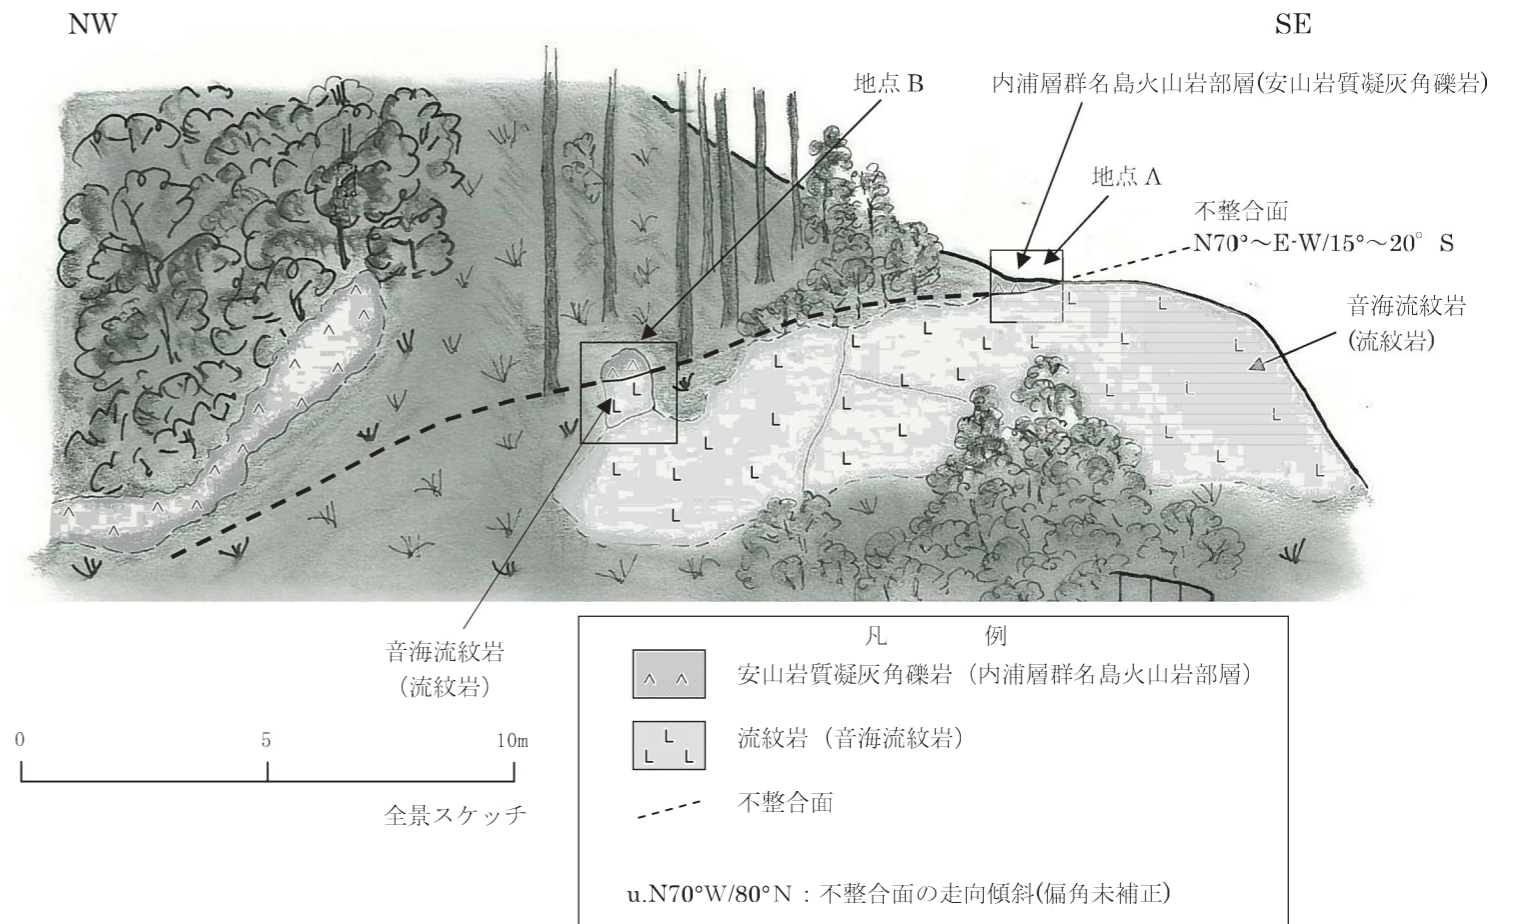 NW
SE
地点 B
内浦層群名島火山岩部層(安山岩質凝灰角礫岩)
地点 A
不整合面
N70°～E-W/15°～20° S
音海流紋岩
(流紋岩)
音海流紋岩
（流紋岩）
0 5 10m
全景スケッチ
凡 例
安山岩質凝灰角礫岩（内浦層群名島火山岩部層）
流紋岩（音海流紋岩）
不整合面
u.N70°W/80°N：不整合面の走向傾斜(偏角未補正)